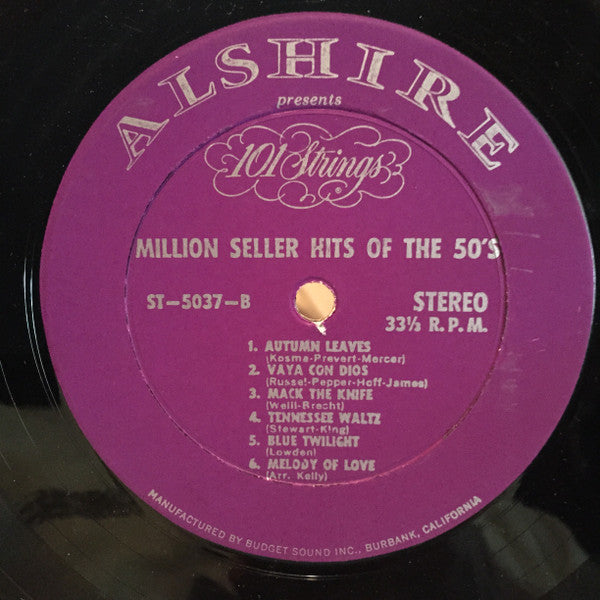 ALSHIRE
presents
101 Strings
®
MILLION SELLER HITS OF THE 50'S
ST-5037-B
STEREO
33⅓ R.P.M.
1. AUTUMN LEAVES
(Kosma-Prevert-Mercer)
2. VAYA CON DIOS
(Russel-Pepper-Hoff-James)
3. MACK THE KNIFE
(Weill-Brecht)
4. TENNESSEE WALTZ
(Stewart-King)
5. BLUE TWILIGHT
(Lowden)
6. MELODY OF LOVE
(Arr. Kelly)
MANUFACTURED BY BUDGET SOUND INC., BURBANK, CALIFORNIA